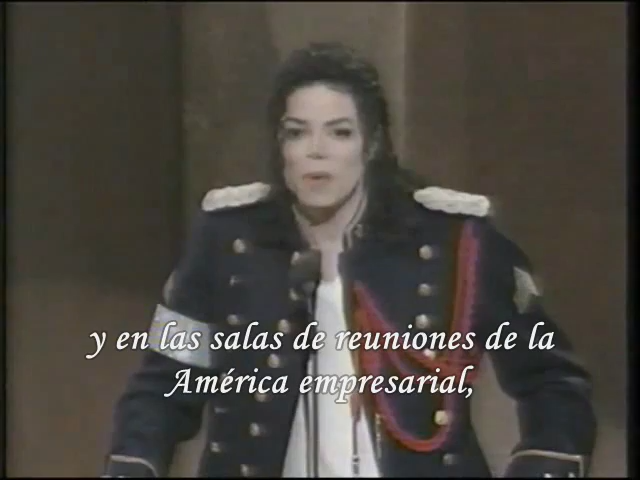 y en las salas de reuniones de la
América empresarial,